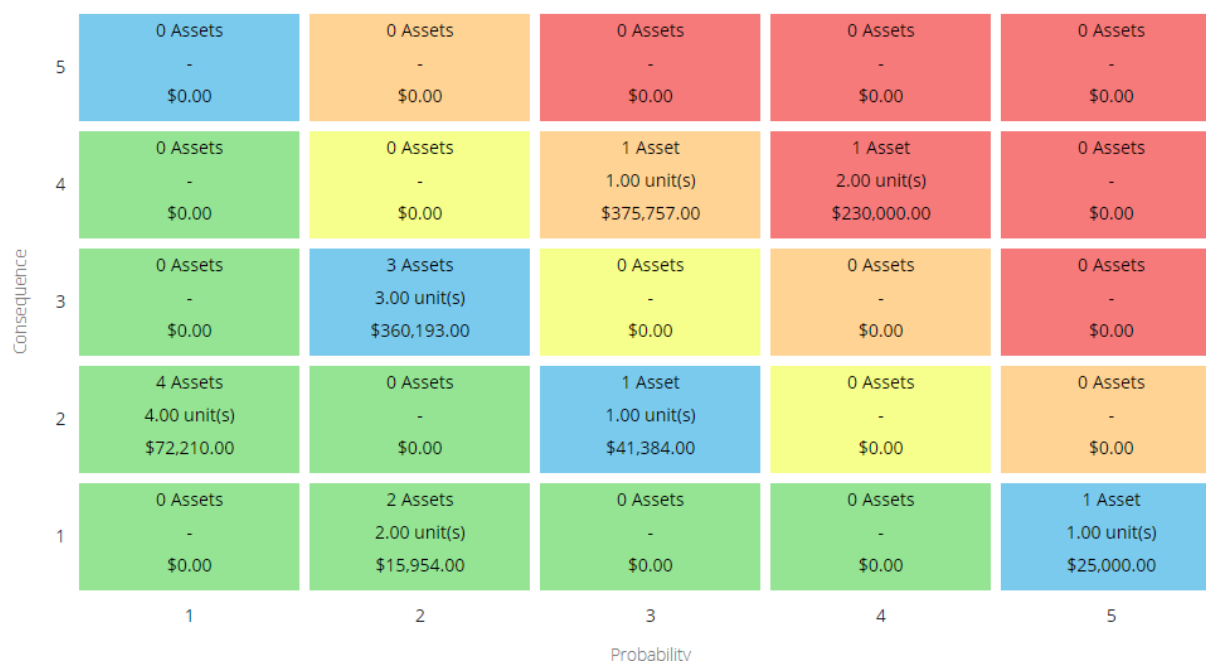 0 Assets 0 Assets 0 Assets 0 Assets 0 Assets
5 - - - - -
$0.00 $0.00 $0.00 $0.00 $0.00
0 Assets 0 Assets 1 Asset 1 Asset 0 Assets
4 - - 1.00 unit(s) 2.00 unit(s) -
$0.00 $0.00 $375,757.00 $230,000.00 $0.00
Consequence
0 Assets 3 Assets 0 Assets 0 Assets 0 Assets
3 - 3.00 unit(s) - - -
$0.00 $360,193.00 $0.00 $0.00 $0.00
4 Assets 0 Assets 1 Asset 0 Assets 0 Assets
2 4.00 unit(s) - 1.00 unit(s) - -
$72,210.00 $0.00 $41,384.00 $0.00 $0.00
0 Assets 2 Assets 0 Assets 0 Assets 1 Asset
1 - 2.00 unit(s) - - 1.00 unit(s)
$0.00 $15,954.00 $0.00 $0.00 $25,000.00
1 2 3 4 5
Probability